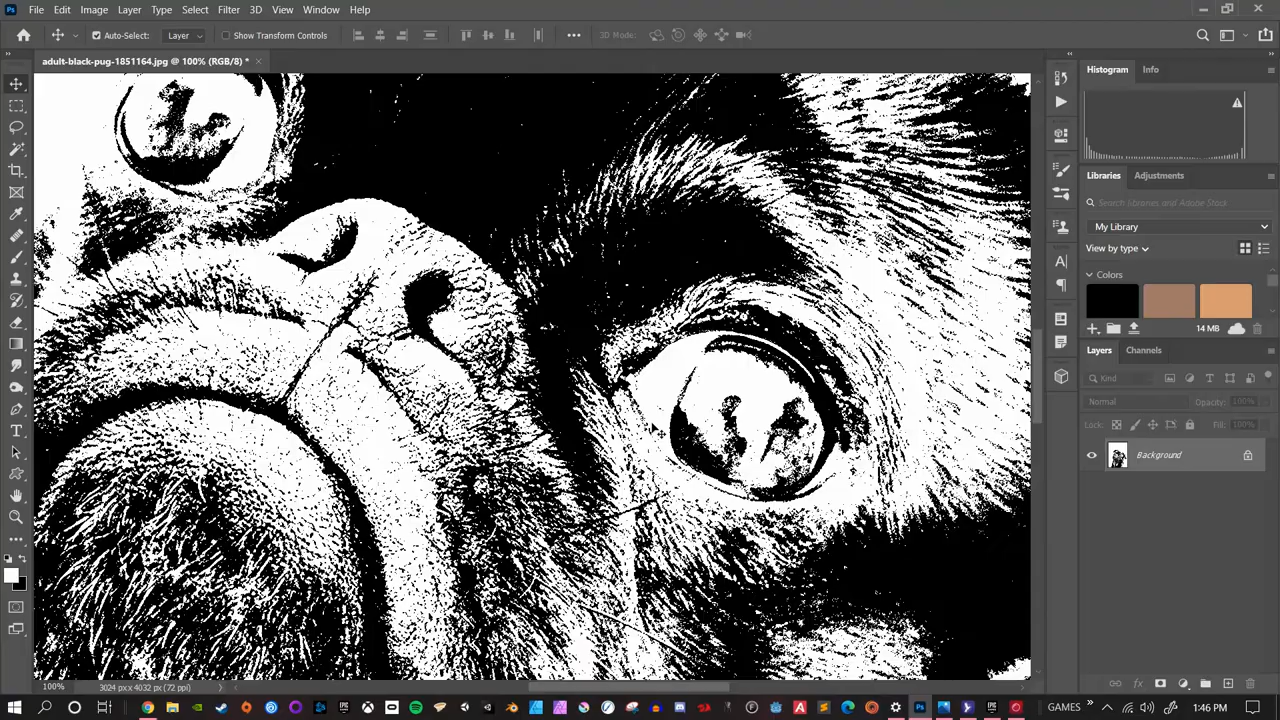 Ps File Edit Image Layer Type Select Filter 3D View Window Help
Auto-Select: Layer Show Transform Controls 3D Mode:
adult-black-pug-1851164.jpg @ 100% (RGB/8) * ×
Histogram Info
Libraries Adjustments
Search libraries and Adobe Stock
My Library
View by type
Colors
14 MB
Layers Channels
Kind
Normal Opacity: 100%
Lock: Fill: 100%
Background
100% 3024 px x 4032 px (72 ppi)
GAMES 1:46 PM